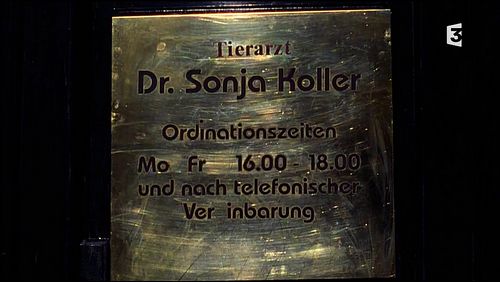 Tierarzt
Dr. Sonja Koller
Ordinationszeiten
Mo Fr 16.00 - 18.00
und nach telefonischer
Ver inbarung
3